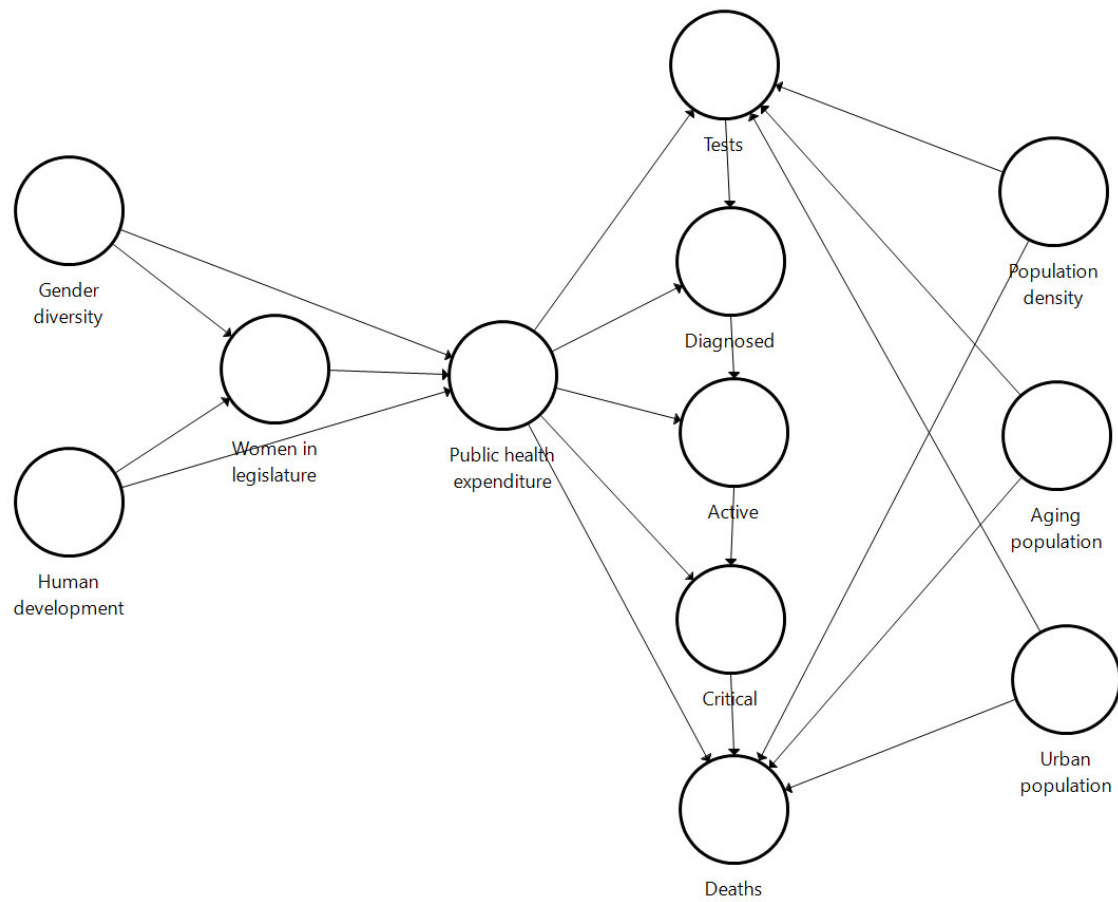 Gender
diversity
Human
development
Women in
legislature
Public health
expenditure
Tests
Diagnosed
Active
Critical
Deaths
Population
density
Aging
population
Urban
population